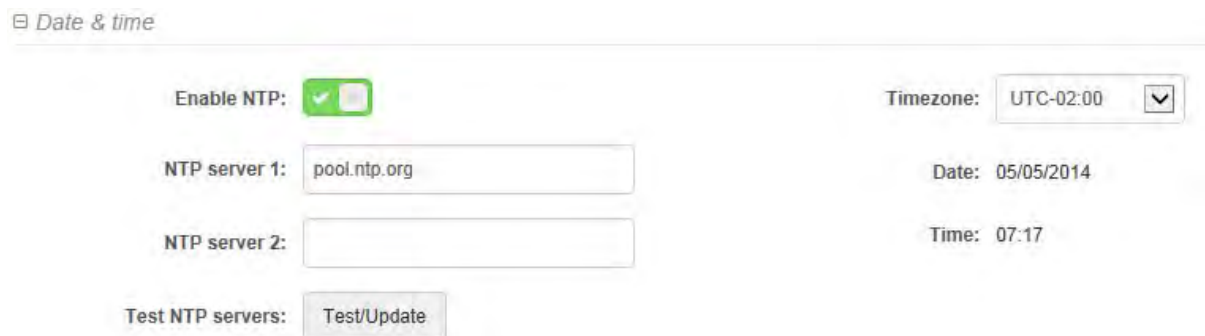 Date & time
Enable NTP:
Timezone: UTC-02:00
NTP server 1: pool.ntp.org
Date: 05/05/2014
NTP server 2:
Time: 07:17
Test NTP servers: Test/Update